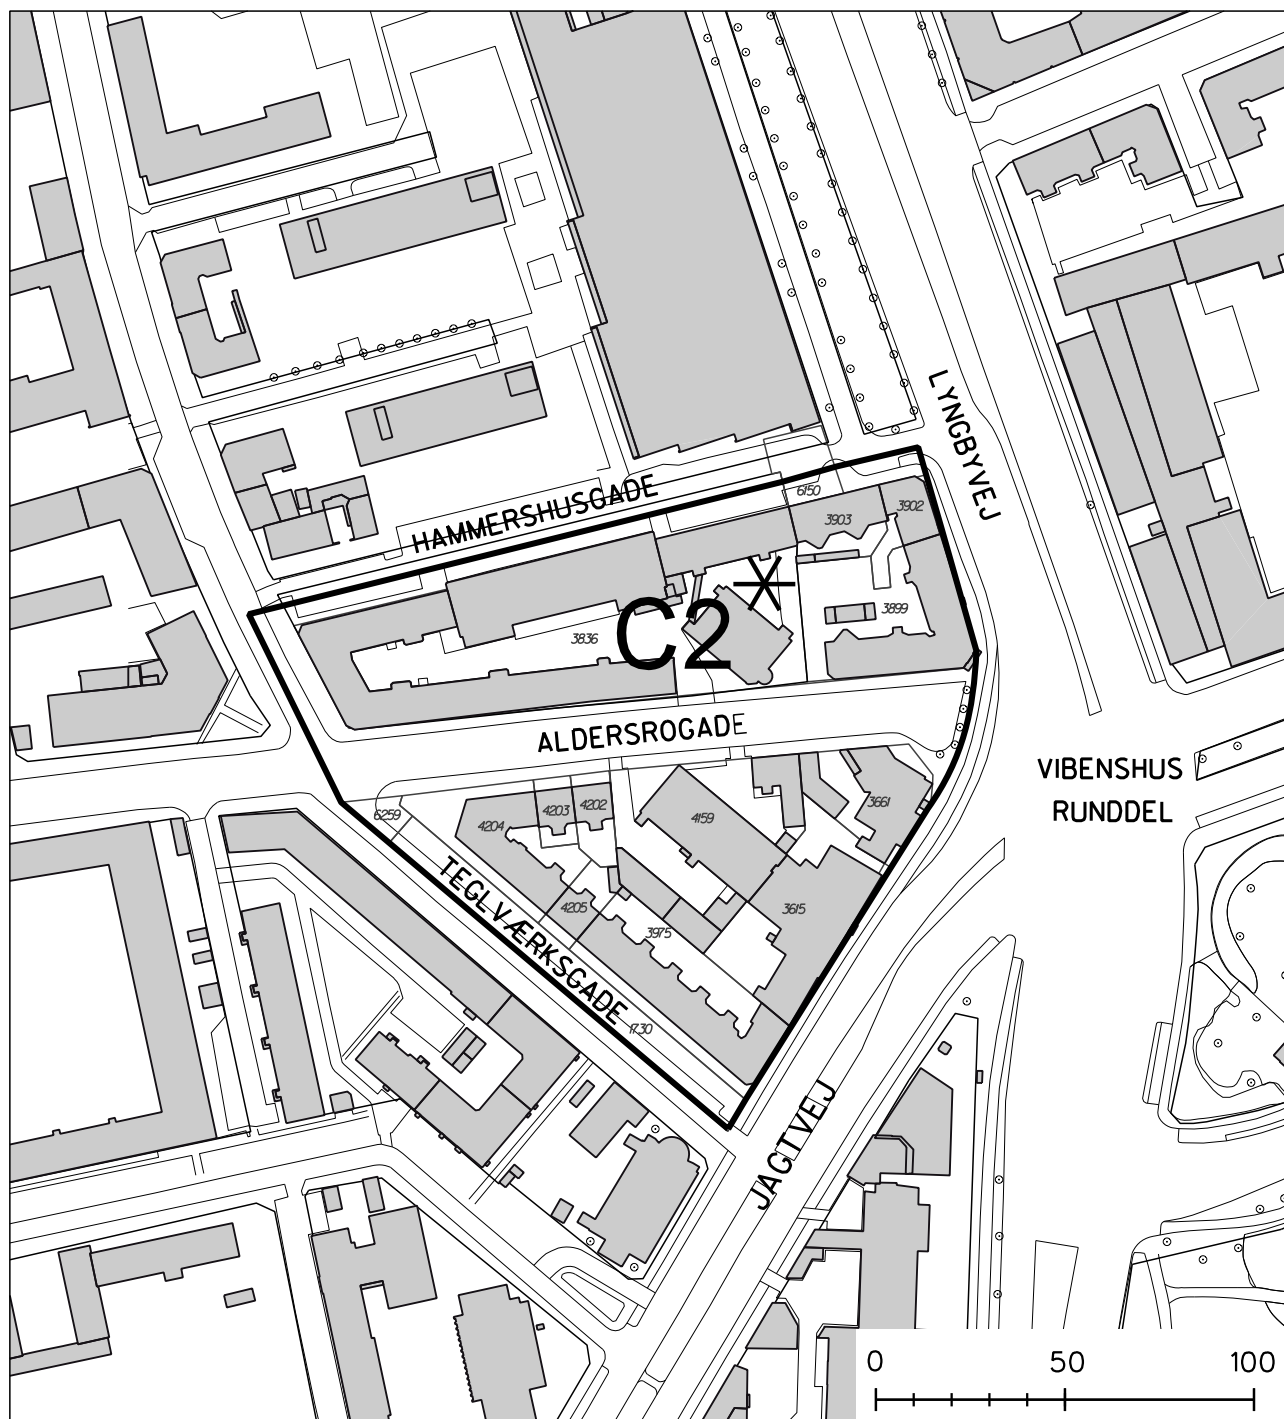 LYNGBYVEJ
HAMMERSHUSGADE
6150
3903
3902
3899
3836
C2
ALDERSROGADE
VIBENSHUS
RUNDDEL
6259
4204
4203
4202
4159
3661
TEGLVÆRKSGADE
4205
3975
3615
1730
JAGTVEJ
0 50 100